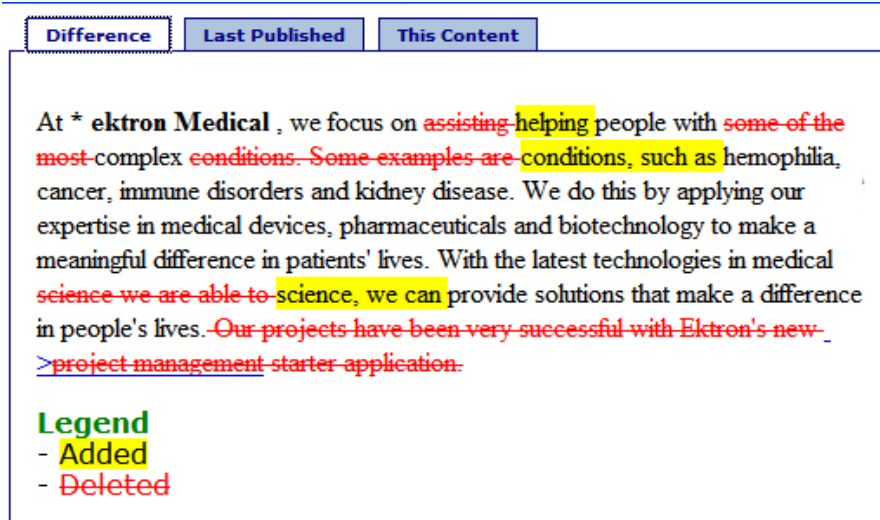 Difference Last Published This Content
At * ektron Medical , we focus on assisting helping people with some of the
most complex conditions. Some examples are conditions, such as hemophilia,
cancer, immune disorders and kidney disease. We do this by applying our
expertise in medical devices, pharmaceuticals and biotechnology to make a
meaningful difference in patients' lives. With the latest technologies in medical
science we are able to science, we can provide solutions that make a difference
in people's lives. Our projects have been very successful with Ektron's new
>project management starter application.
Legend
- Added
- Deleted